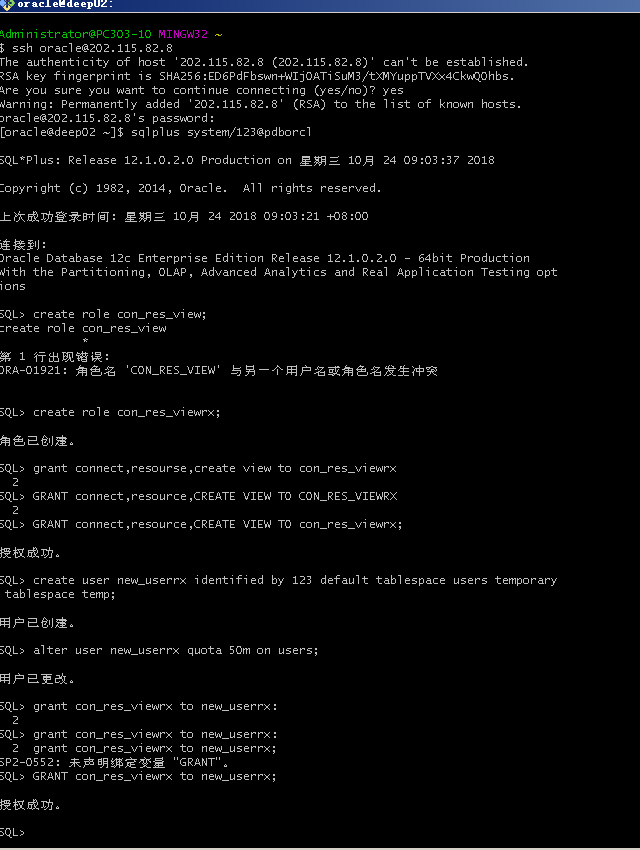 oracle@deep02:
Administrator@PC303-10 MINGW32 ~
$ ssh oracle@202.115.82.8
The authenticity of host '202.115.82.8 (202.115.82.8)' can't be established.
RSA key fingerprint is SHA256:ED6PdFbswn+WIjOATiSuM3/tXMYuppTVXx4CkwQOhbs.
Are you sure you want to continue connecting (yes/no)? yes
Warning: Permanently added '202.115.82.8' (RSA) to the list of known hosts.
oracle@202.115.82.8's password:
[oracle@deep02 ~]$ sqlplus system/123@pdborcl
SQL*Plus: Release 12.1.0.2.0 Production on 星期三 10月 24 09:03:37 2018
Copyright (c) 1982, 2014, Oracle.  All rights reserved.
上次成功登录时间: 星期三 10月 24 2018 09:03:21 +08:00
连接到:
Oracle Database 12c Enterprise Edition Release 12.1.0.2.0 - 64bit Production
With the Partitioning, OLAP, Advanced Analytics and Real Application Testing opt
ions
SQL> create role con_res_view;
create role con_res_view
*
第 1 行出现错误:
ORA-01921: 角色名 'CON_RES_VIEW' 与另一个用户名或角色名发生冲突
SQL> create role con_res_viewrx;
角色已创建。
SQL> grant connect,resourse,create view to con_res_viewrx
2
SQL> GRANT connect,resource,CREATE VIEW TO CON_RES_VIEWRX
2
SQL> GRANT connect,resource,CREATE VIEW TO con_res_viewrx;
授权成功。
SQL> create user new_userrx identified by 123 default tablespace users temporary
tablespace temp;
用户已创建。
SQL> alter user new_userrx quota 50m on users;
用户已更改。
SQL> grant con_res_viewrx to new_userrx:
2
SQL> grant con_res_viewrx to new_userrx:
2  grant con_res_viewrx to new_userrx;
SP2-0552: 未声明绑定变量 "GRANT"。
SQL> GRANT con_res_viewrx to new_userrx;
授权成功。
SQL>